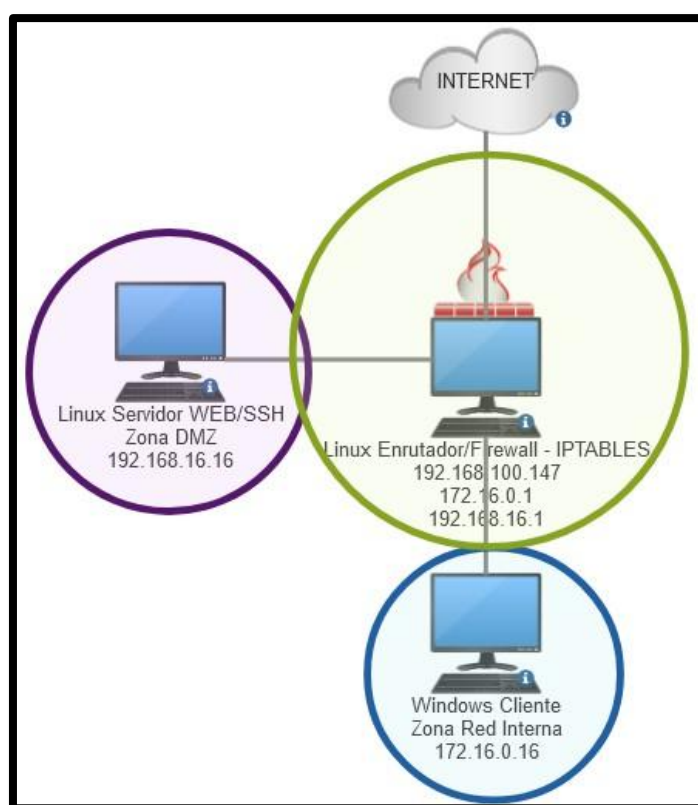 INTERNET
Linux Servidor WEB/SSH
Zona DMZ
192.168.16.16
Linux Enrutador/Firewall - IPTABLES
192.168.100.147
172.16.0.1
192.168.16.1
Windows Cliente
Zona Red Interna
172.16.0.16